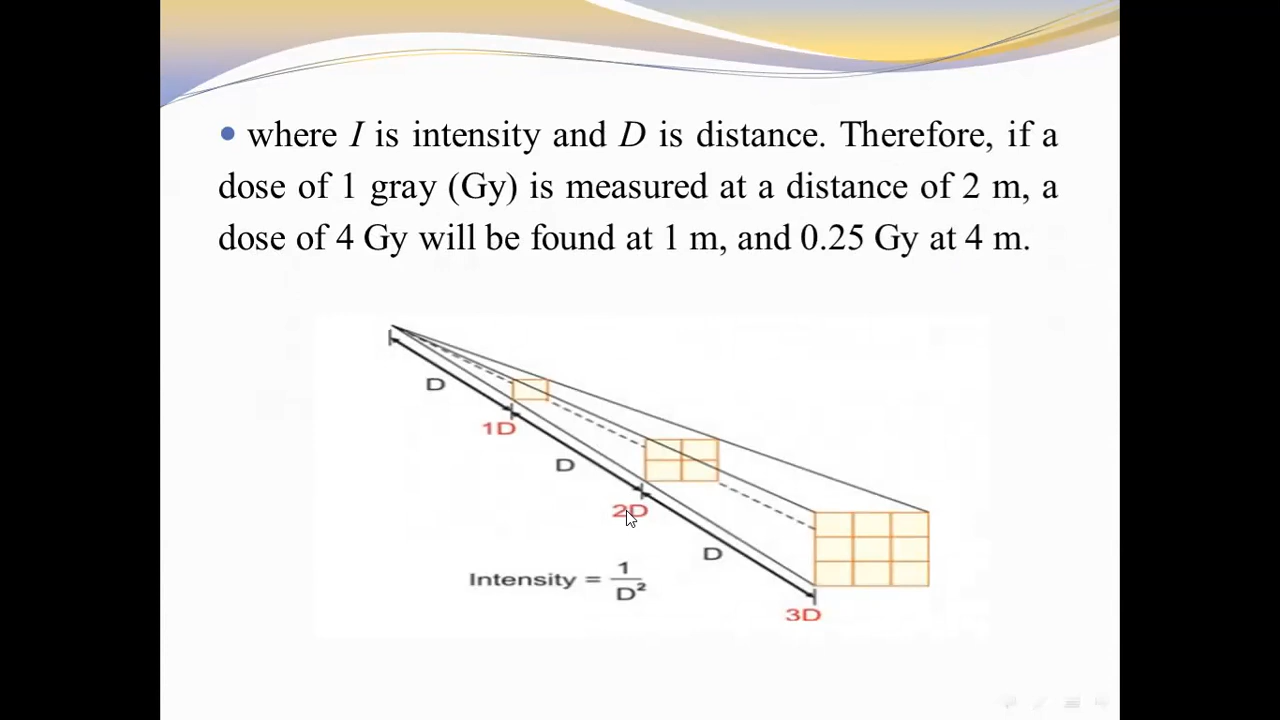 • where I is intensity and D is distance. Therefore, if a
dose of 1 gray (Gy) is measured at a distance of 2 m, a
dose of 4 Gy will be found at 1 m, and 0.25 Gy at 4 m.
D
1D
D
2D
D
Intensity = 1/D²
3D